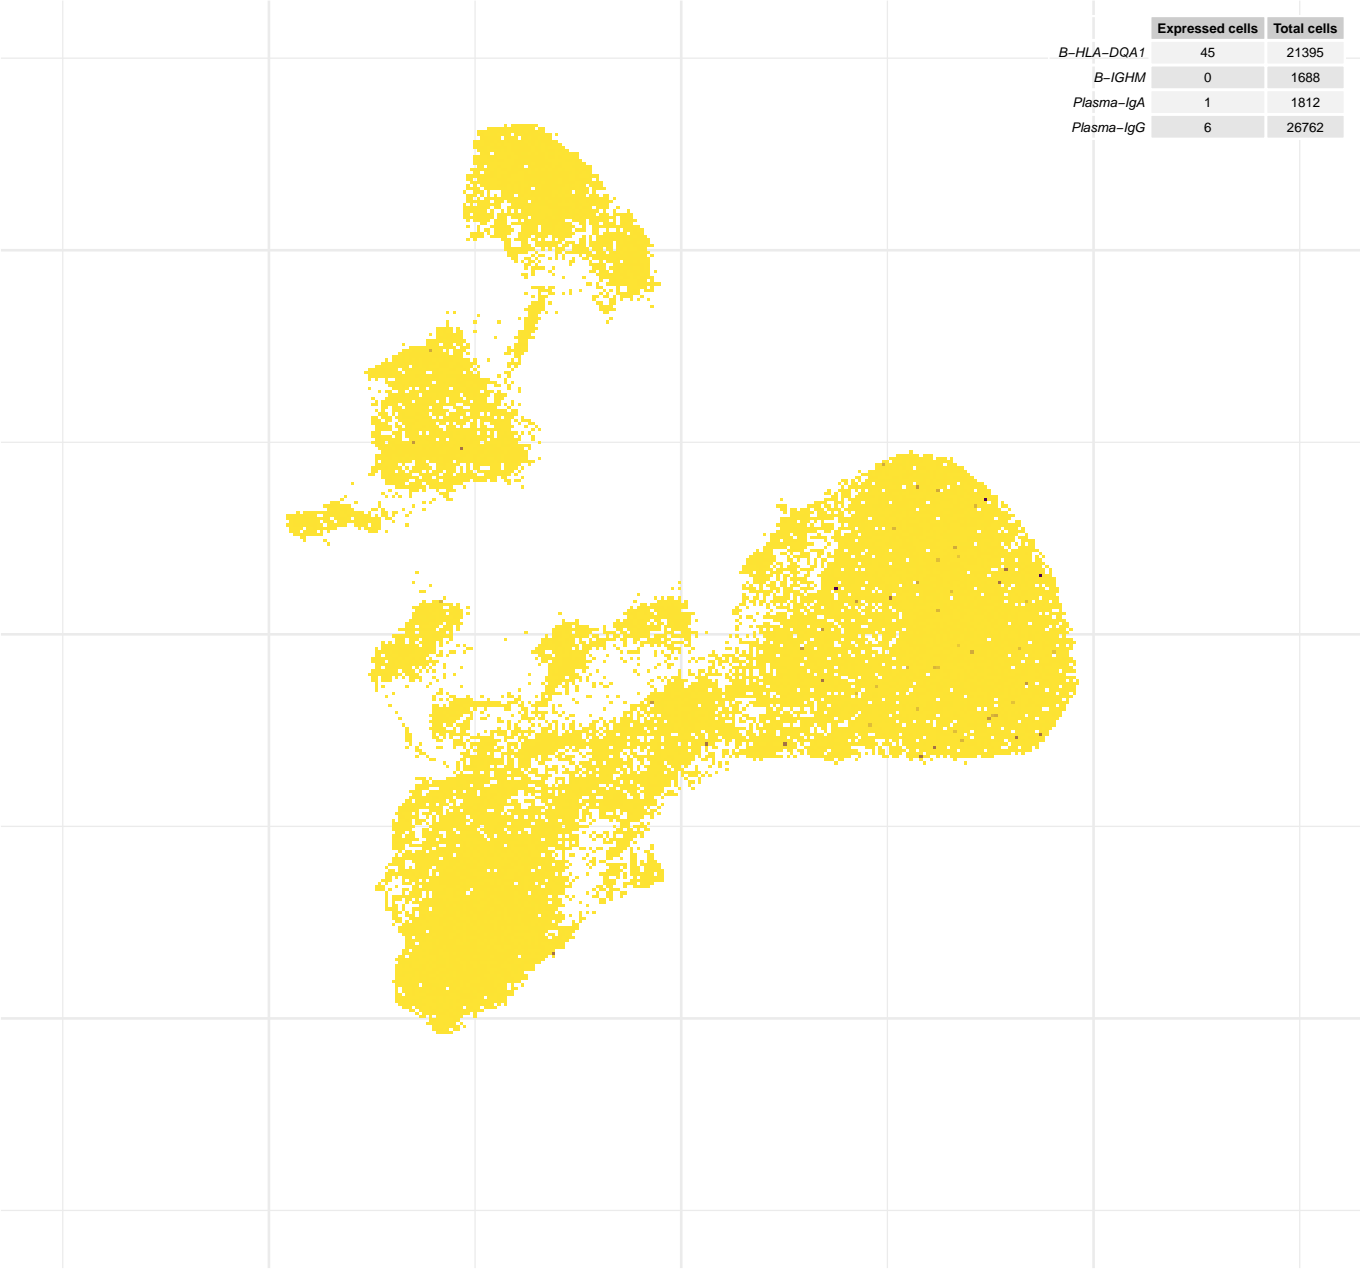 Expressed cells Total cells
B−HLA−DQA1 45 21395
B−IGHM 0 1688
Plasma−IgA 1 1812
Plasma−IgG 6 26762